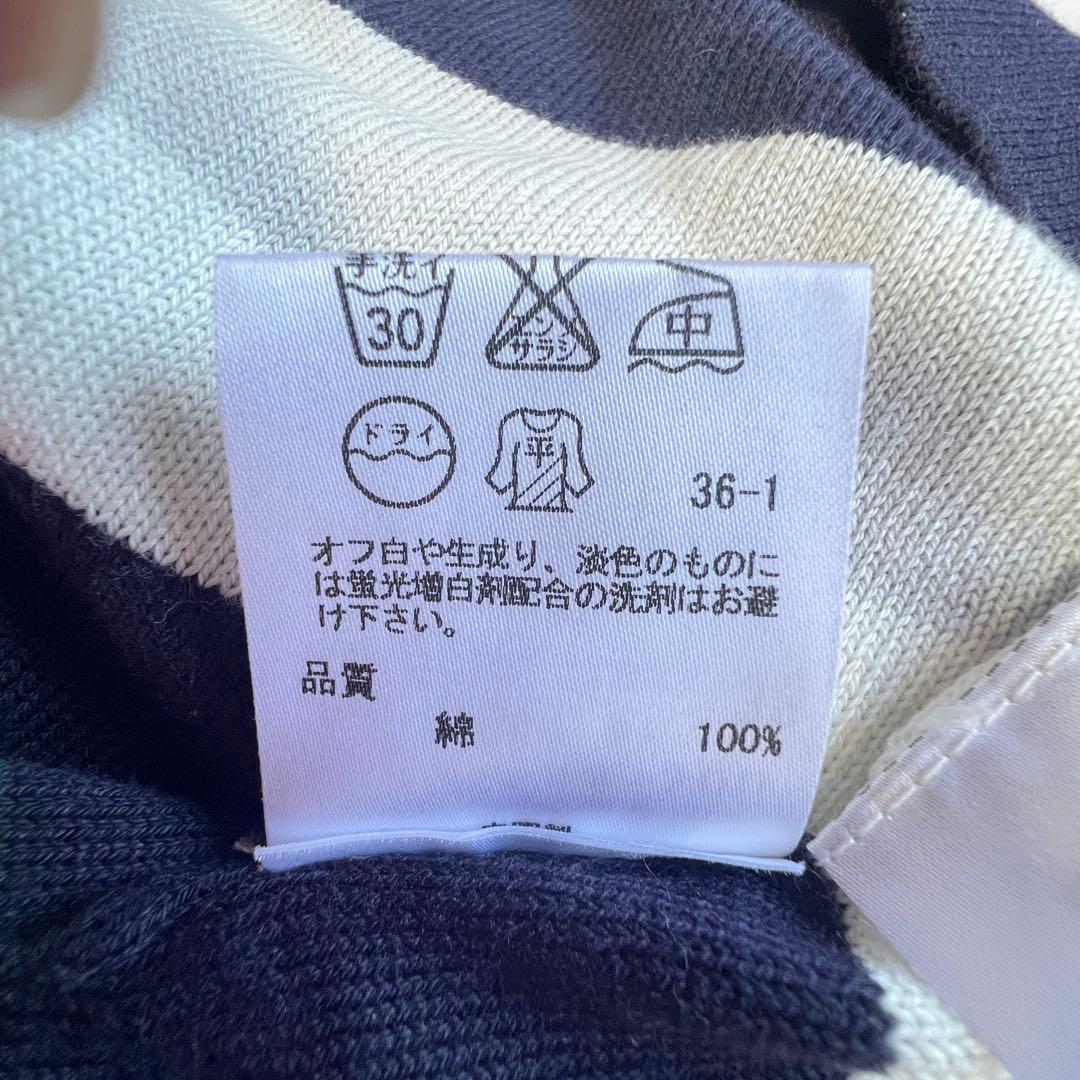 手洗イ
30
エンソ
サラシ
中
ドライ
平
36-1
オフ白や生成り、淡色のものに
は蛍光増白剤配合の洗剤はお避
け下さい。
品質
綿 100%